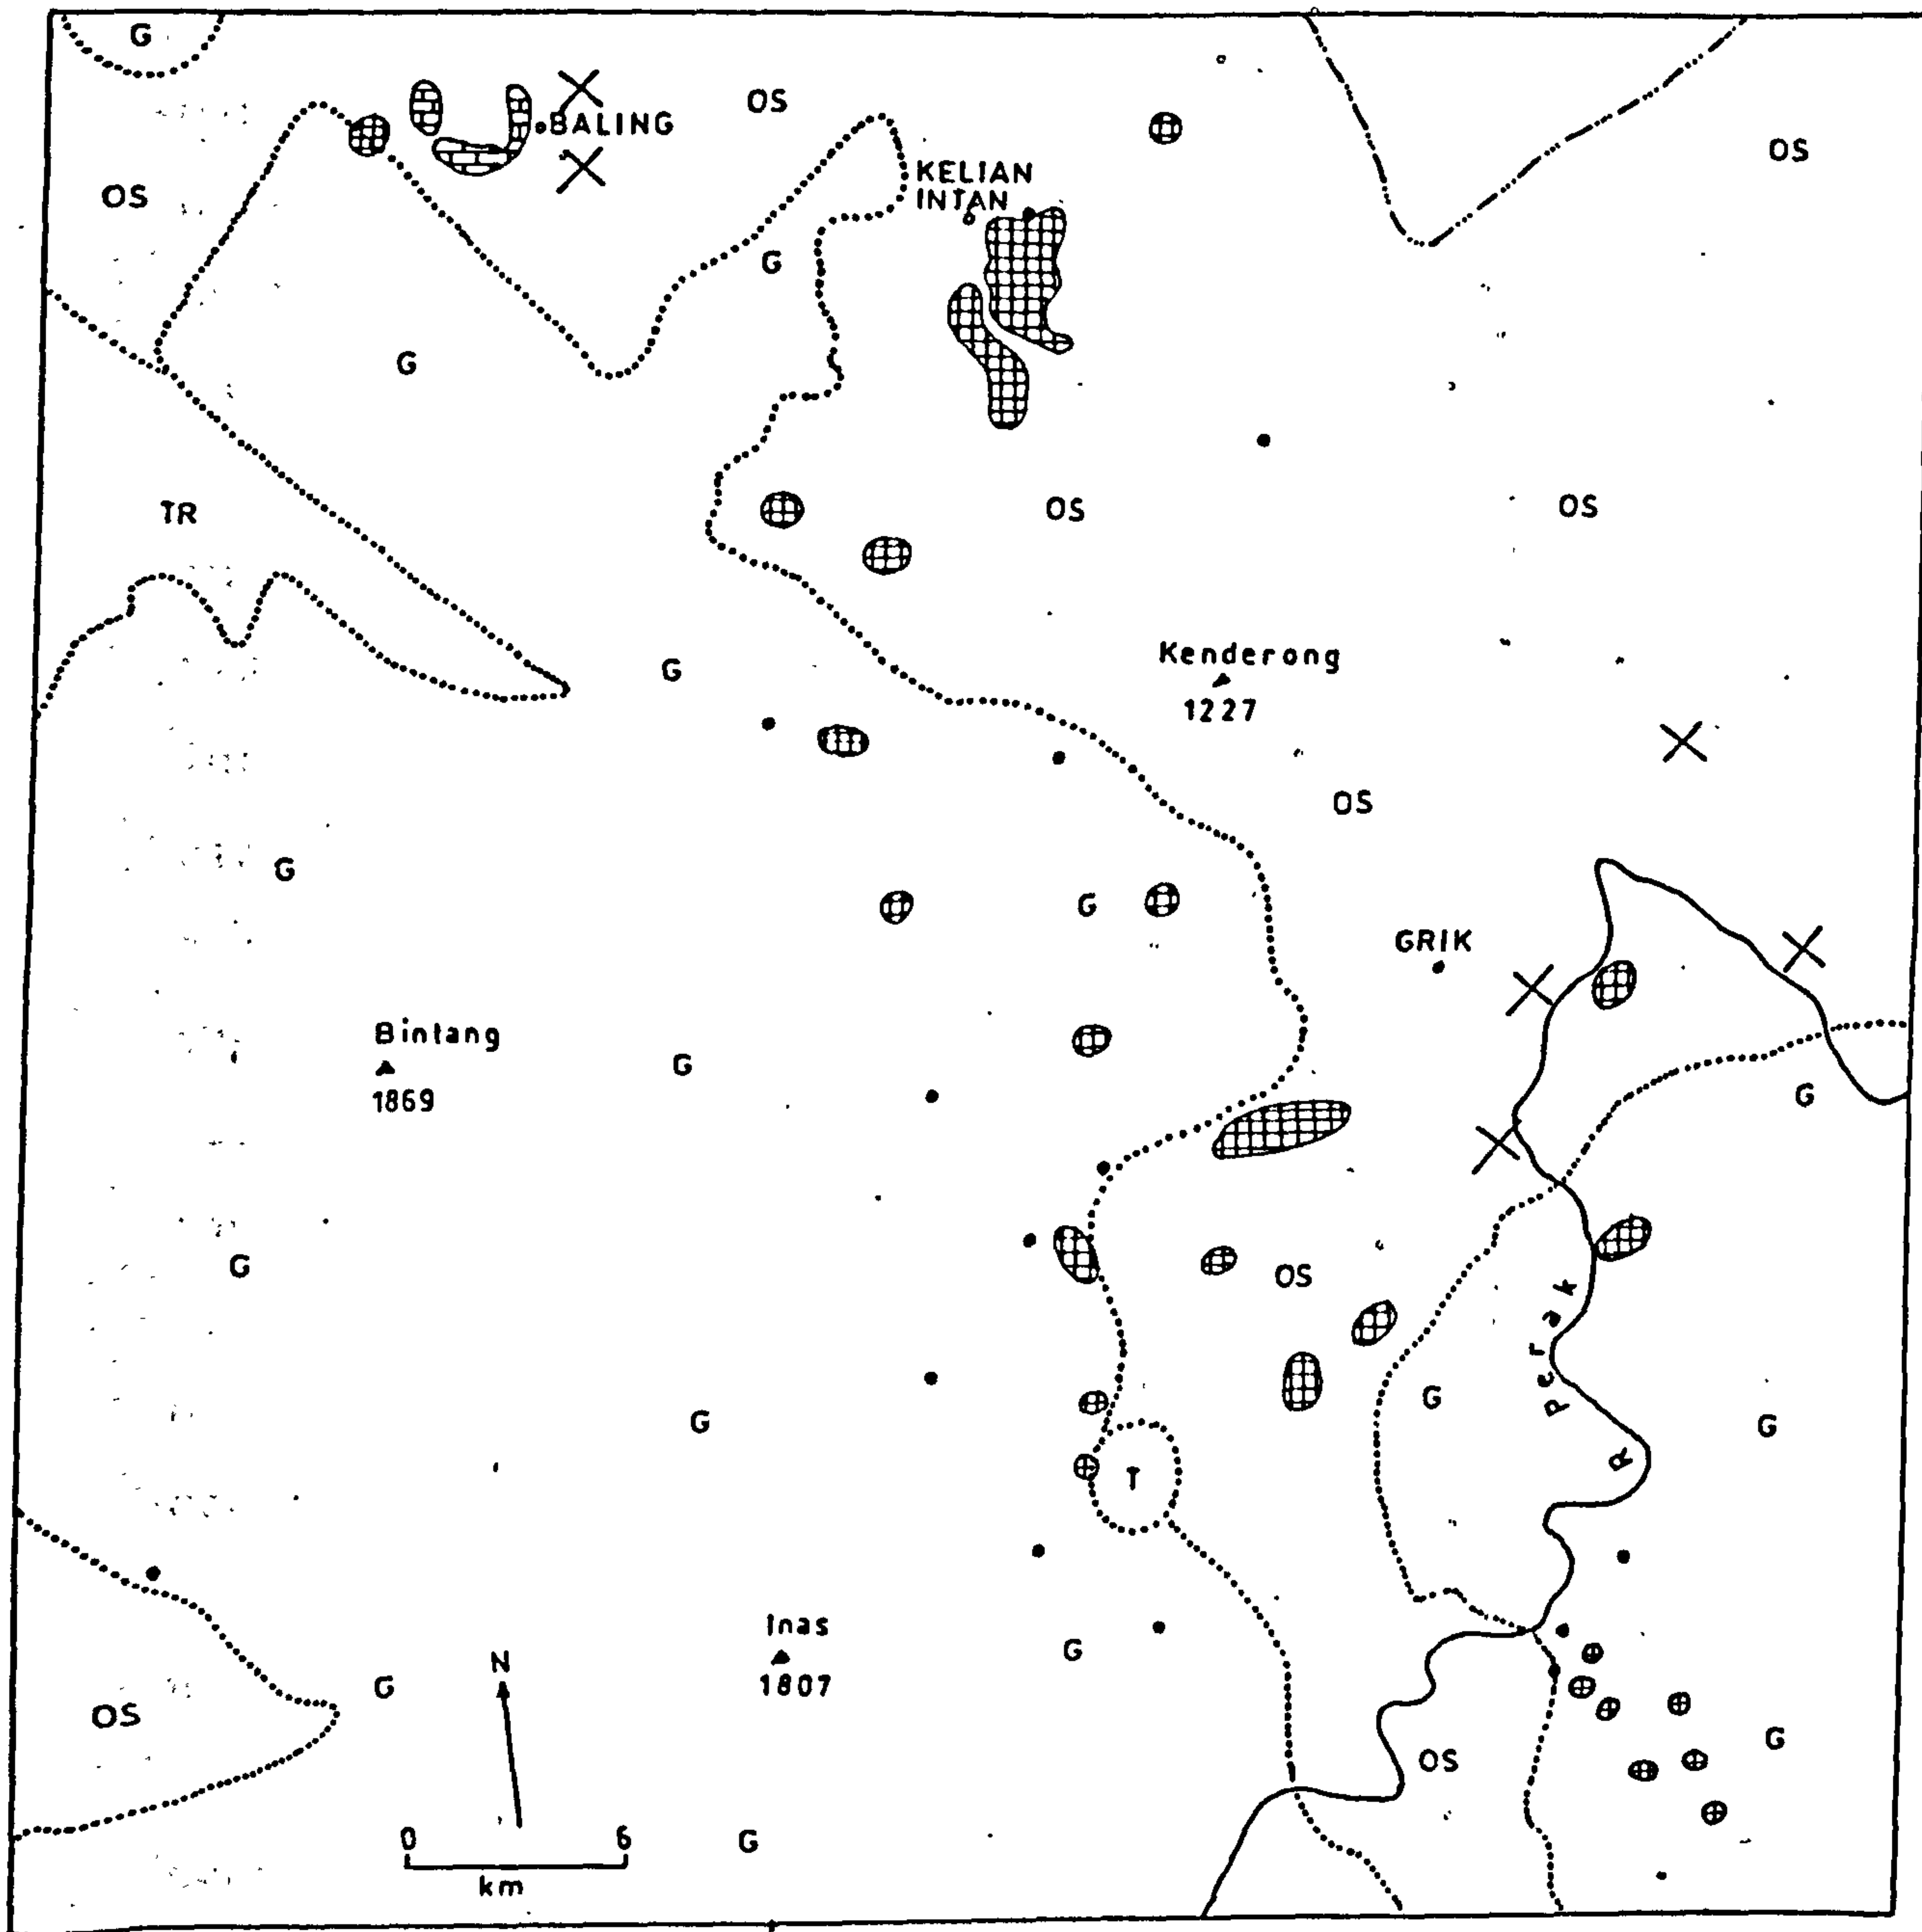 G
OS
BALING
OS
OS
KELIAN
INTAN
G
G
TR
OS
OS
G
Kenderong
1227
OS
G
G
GRIK
Bintang
1869
G
G
G
OS
G
G
G
T
R Perak
Inas
1807
G
G
OS
N
G
OS
0 6
km
G